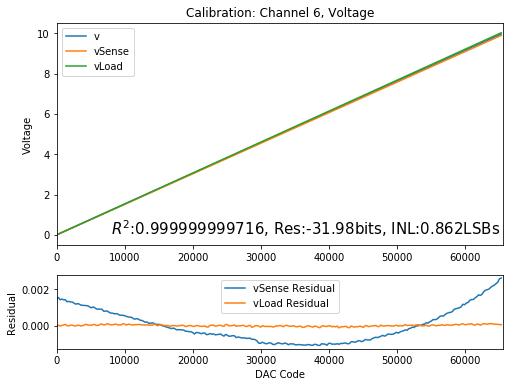 Calibration: Channel 6, Voltage
10
8
6
4
2
0
Voltage
v
vSense
vLoad
R²:0.999999999716, Res:-31.98bits, INL:0.862LSBs
0 10000 20000 30000 40000 50000 60000
0.002
0.000
Residual
vSense Residual
vLoad Residual
0 10000 20000 30000 40000 50000 60000
DAC Code